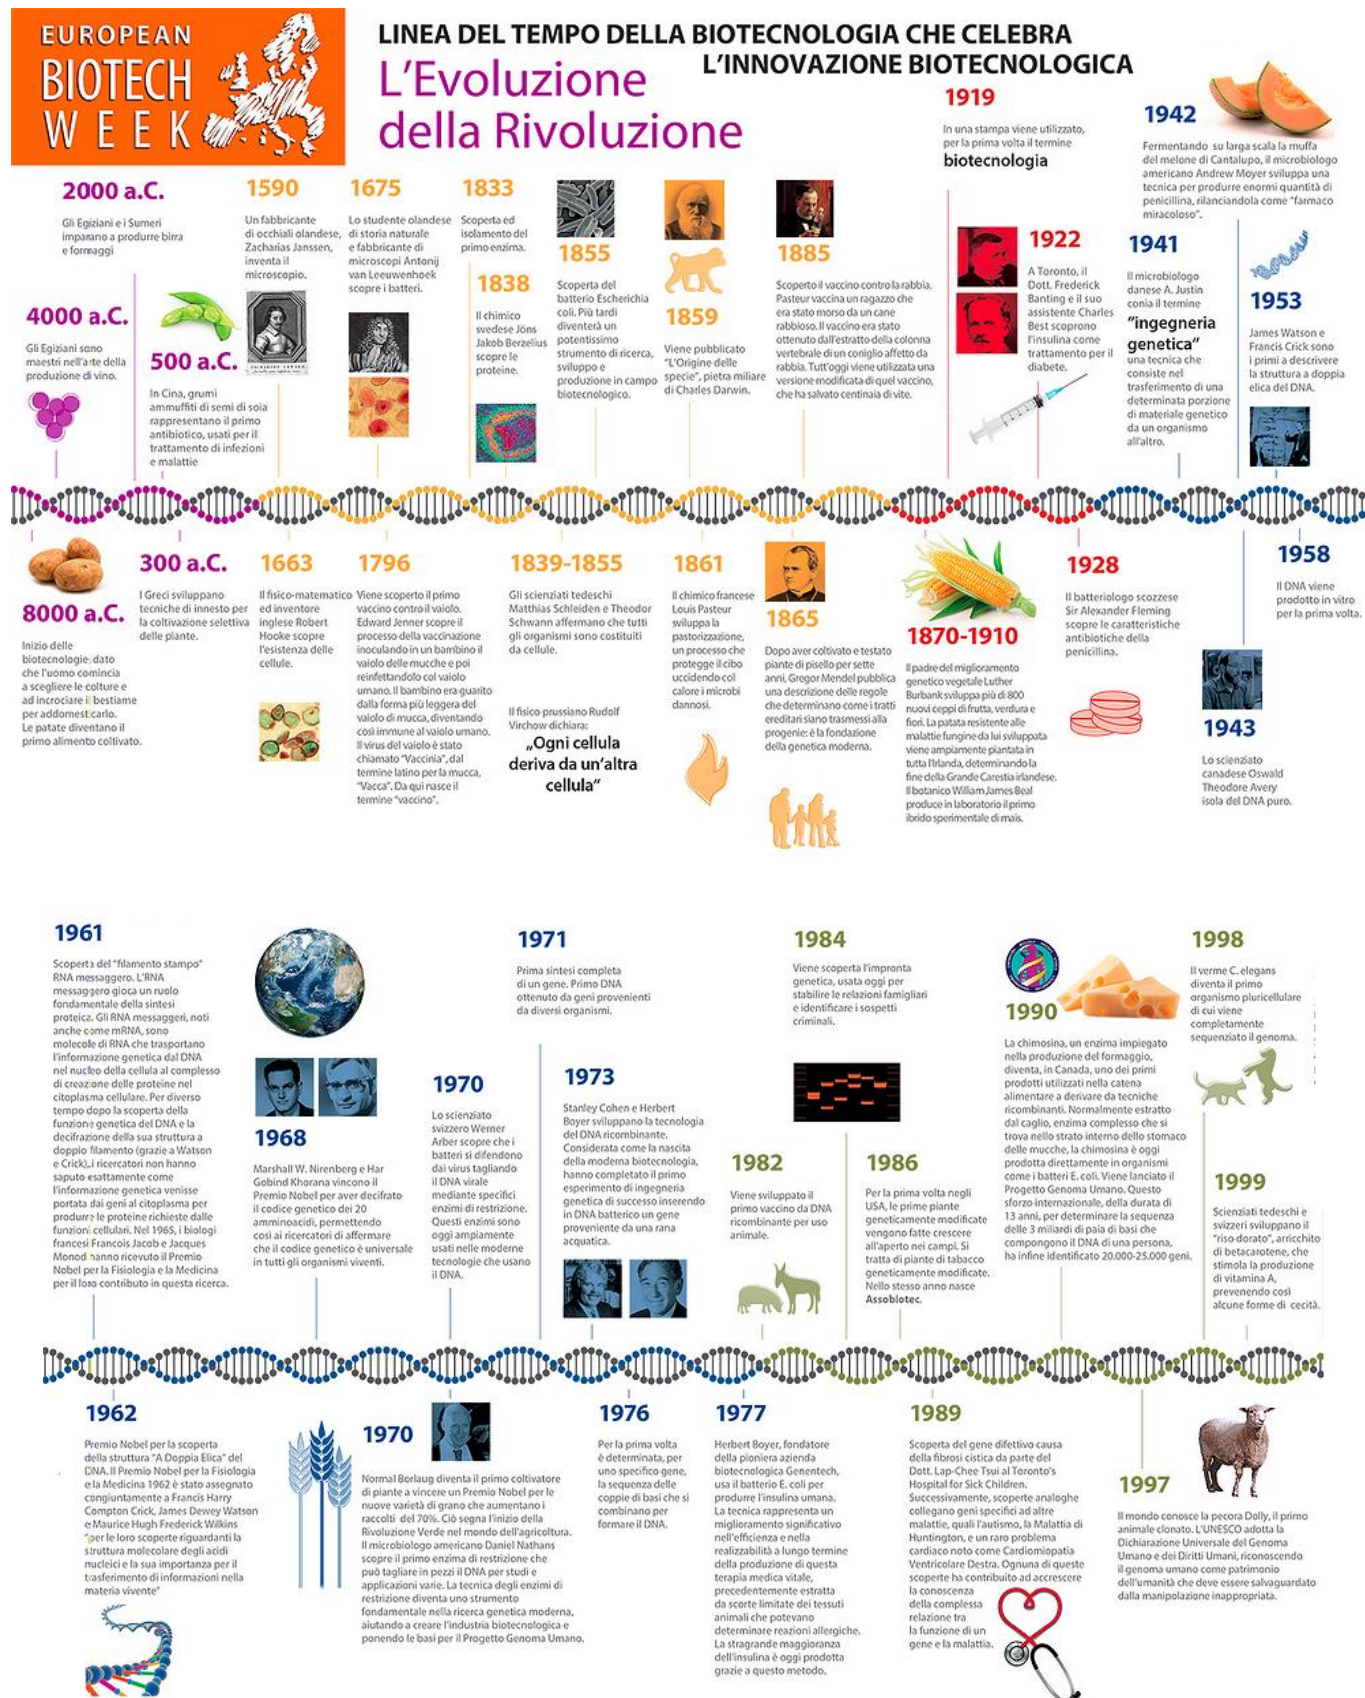 EUROPEAN
BIOTECH
WEEK
LINEA DEL TEMPO DELLA BIOTECNOLOGIA CHE CELEBRA
L'INNOVAZIONE BIOTECNOLOGICA
L'Evoluzione
della Rivoluzione
2000 a.C.
Gli Egiziani e i Sumeri
imparano a produrre birra
e formaggi
4000 a.C.
Gli Egiziani sono
maestri nell'arte della
produzione di vino.
500 a.C.
In Cina, grumi
ammuffiti di semi di soia
rappresentano il primo
antibiotico, usati per il
trattamento di infezioni
e malattie
1590
Un fabbricante
di occhiali olandese,
Zacharias Janssen,
inventa il
microscopio.
1675
Lo studente olandese
di storia naturale
e fabbricante di
microscopi Antonij
van Leeuwenhoek
scopre i batteri.
1833
Scoperta ed
isolamento del
primo enzima.
1838
Il chimico
svedese Jöns
Jakob Berzelius
scopre le
proteine.
1855
Scoperta del
batterio Escherichia
coli. Più tardi
diventerà un
potentissimo
strumento di ricerca,
sviluppo e
produzione in campo
biotecnologico.
1859
Viene pubblicato
"L'Origine delle
specie", pietra miliare
di Charles Darwin.
1885
Scoperto il vaccino contro la rabbia.
Pasteur vaccina un ragazzo che
era stato morso da un cane
rabbioso. Il vaccino era stato
ottenuto dall'estratto della colonna
vertebrale di un coniglio affetto da
rabbia. Tutt'oggi viene utilizzata una
versione modificata di quel vaccino,
che ha salvato centinaia di vite.
1919
In una stampa viene utilizzato,
per la prima volta il termine
biotecnologia
1922
A Toronto, il
Dott. Frederick
Banting e il suo
assistente Charles
Best scoprono
l'insulina come
trattamento per il
diabete.
1942
Fermentando su larga scala la muffa
del melone di Cantalupo, il microbiologo
americano Andrew Moyer sviluppa una
tecnica per produrre enormi quantità di
penicillina, rilanciandola come "farmaco
miracoloso".
1941
Il microbiologo
danese A. Justin
conia il termine
"ingegneria
genetica"
una tecnica che
consiste nel
trasferimento di una
determinata porzione
di materiale genetico
da un organismo
all'altro.
1953
James Watson e
Francis Crick sono
i primi a descrivere
la struttura a doppia
elica del DNA.
8000 a.C.
Inizio delle
biotecnologie, dato
che l'uomo comincia
a scegliere le colture e
ad incrociare il bestiame
per addomesticarlo.
Le patate diventano il
primo alimento coltivato.
300 a.C.
I Greci sviluppano
tecniche di innesto per
la coltivazione selettiva
delle piante.
1663
Il fisico-matematico
ed inventore
inglese Robert
Hooke scopre
l'esistenza delle
cellule.
1796
Viene scoperto il primo
vaccino contro il vaiolo.
Edward Jenner scopre il
processo della vaccinazione
inoculando in un bambino il
vaiolo delle mucche e poi
reinfettandolo col vaiolo
umano. Il bambino era guarito
dalla forma più leggera del
vaiolo di mucca, diventando
così immune al vaiolo umano.
Il virus del vaiolo è stato
chiamato "Vaccinia", dal
termine latino per la mucca,
"Vacca". Da qui nasce il
termine "vaccino".
1839-1855
Gli scienziati tedeschi
Matthias Schleiden e Theodor
Schwann affermano che tutti
gli organismi sono costituiti
da cellule.
Il fisico prussiano Rudolf
Virchow dichiara:
„Ogni cellula
deriva da un'altra
cellula"
1861
Il chimico francese
Louis Pasteur
sviluppa la
pastorizzazione,
un processo che
protegge il cibo
uccidendo col
calore i microbi
dannosi.
1865
Dopo aver coltivato e testato
piante di pisello per sette
anni, Gregor Mendel pubblica
una descrizione delle regole
che determinano come i tratti
ereditari siano trasmessi alla
progenie: è la fondazione
della genetica moderna.
1870-1910
Il padre del miglioramento
genetico vegetale Luther
Burbank sviluppa più di 800
nuovi ceppi di frutta, verdura e
fiori. La patata resistente alle
malattie fungine da lui sviluppata
viene ampiamente piantata in
tutta l'Irlanda, determinando la
fine della Grande Carestia irlandese.
Il botanico William James Beal
produce in laboratorio il primo
ibrido sperimentale di mais.
1928
Il batteriologo scozzese
Sir Alexander Fleming
scopre le caratteristiche
antibiotiche della
penicillina.
1943
Lo scienziato
canadese Oswald
Theodore Avery
isola del DNA puro.
1958
Il DNA viene
prodotto in vitro
per la prima volta.
1961
Scoperta del "filamento stampo"
RNA messaggero. L'RNA
messaggero gioca un ruolo
fondamentale della sintesi
proteica. Gli RNA messaggeri, noti
anche come mRNA, sono
molecole di RNA che trasportano
l'informazione genetica dal DNA
nel nucleo della cellula al complesso
di creazione delle proteine nel
citoplasma cellulare. Per diverso
tempo dopo la scoperta della
funzione genetica del DNA e la
decifrazione della sua struttura a
doppio filamento (grazie a Watson
e Crick), i ricercatori non hanno
saputo esattamente come
l'informazione genetica venisse
portata dai geni al citoplasma per
produrre le proteine richieste dalle
funzioni cellulari. Nel 1965, i biologi
francesi Francois Jacob e Jacques
Monod hanno ricevuto il Premio
Nobel per la Fisiologia e la Medicina
per il loro contributo in questa ricerca.
1968
Marshall W. Nirenberg e Har
Gobind Khorana vincono il
Premio Nobel per aver decifrato
il codice genetico dei 20
amminoacidi, permettendo
così ai ricercatori di affermare
che il codice genetico è universale
in tutti gli organismi viventi.
1970
Lo scienziato
svizzero Werner
Arber scopre che i
batteri si difendono
dai virus tagliando
il DNA virale
mediante specifici
enzimi di restrizione.
Questi enzimi sono
oggi ampiamente
usati nelle moderne
tecnologie che usano
il DNA.
1971
Prima sintesi completa
di un gene. Primo DNA
ottenuto da geni provenienti
da diversi organismi.
1973
Stanley Cohen e Herbert
Boyer sviluppano la tecnologia
del DNA ricombinante.
Considerata come la nascita
della moderna biotecnologia,
hanno completato il primo
esperimento di ingegneria
genetica di successo inserendo
in DNA batterico un gene
proveniente da una rana
acquatica.
1982
Viene sviluppato il
primo vaccino da DNA
ricombinante per uso
animale.
1984
Viene scoperta l'impronta
genetica, usata oggi per
stabilire le relazioni famigliari
e identificare i sospetti
criminali.
1986
Per la prima volta negli
USA, le prime piante
geneticamente modificate
vengono fatte crescere
all'aperto nei campi. Si
tratta di piante di tabacco
geneticamente modificate.
Nello stesso anno nasce
Assobiotec.
1990
La chimosina, un enzima impiegato
nella produzione del formaggio,
diventa, in Canada, uno dei primi
prodotti utilizzati nella catena
alimentare a derivare da tecniche
ricombinanti. Normalmente estratto
dal caglio, enzima complesso che si
trova nello strato interno dello stomaco
delle mucche, la chimosina è oggi
prodotta direttamente in organismi
come i batteri E. coli. Viene lanciato il
Progetto Genoma Umano. Questo
sforzo internazionale, della durata di
13 anni, per determinare la sequenza
delle 3 miliardi di paia di basi che
compongono il DNA di una persona,
ha infine identificato 20.000-25.000 geni.
1998
Il verme C. elegans
diventa il primo
organismo pluricellulare
di cui viene
completamente
sequenziato il genoma.
1999
Scienziati tedeschi e
svizzeri sviluppano il
"riso dorato", arricchito
di betacarotene, che
stimola la produzione
di vitamina A,
prevenendo così
alcune forme di cecità.
1962
Premio Nobel per la scoperta
della struttura "A Doppia Elica" del
DNA. Il Premio Nobel per la Fisiologia
e la Medicina 1962 è stato assegnato
congiuntamente a Francis Harry
Compton Crick, James Dewey Watson
e Maurice Hugh Frederick Wilkins
"per le loro scoperte riguardanti la
struttura molecolare degli acidi
nucleici e la sua importanza per il
trasferimento di informazioni nella
materia vivente"
1970
Normal Borlaug diventa il primo coltivatore
di piante a vincere un Premio Nobel per le
nuove varietà di grano che aumentano i
raccolti del 70%. Ciò segna l'inizio della
Rivoluzione Verde nel mondo dell'agricoltura.
Il microbiologo americano Daniel Nathans
scopre il primo enzima di restrizione che
può tagliare in pezzi il DNA per studi e
applicazioni varie. La tecnica degli enzimi di
restrizione diventa uno strumento
fondamentale nella ricerca genetica moderna,
aiutando a creare l'industria biotecnologica e
ponendo le basi per il Progetto Genoma Umano.
1976
Per la prima volta
è determinata, per
uno specifico gene,
la sequenza delle
coppie di basi che si
combinano per
formare il DNA.
1977
Herbert Boyer, fondatore
della pioniera azienda
biotecnologica Genentech,
usa il batterio E. coli per
produrre l'insulina umana.
La tecnica rappresenta un
miglioramento significativo
nell'efficienza e nella
realizzabilità a lungo termine
della produzione di questa
terapia medica vitale,
precedentemente estratta
da scorte limitate dei tessuti
animali che potevano
determinare reazioni allergiche.
La stragrande maggioranza
dell'insulina è oggi prodotta
grazie a questo metodo.
1989
Scoperta del gene difettivo causa
della fibrosi cistica da parte del
Dott. Lap-Chee Tsui al Toronto's
Hospital for Sick Children.
Successivamente, scoperte analoghe
collegano geni specifici ad altre
malattie, quali l'autismo, la Malattia di
Huntington, e un raro problema
cardiaco noto come Cardiomiopatia
Ventricolare Destra. Ognuna di queste
scoperte ha contribuito ad accrescere
la conoscenza
della complessa
relazione tra
la funzione di un
gene e la malattia.
1997
Il mondo conosce la pecora Dolly, il primo
animale clonato. L'UNESCO adotta la
Dichiarazione Universale del Genoma
Umano e dei Diritti Umani, riconoscendo
il genoma umano come patrimonio
dell'umanità che deve essere salvaguardato
dalla manipolazione inappropriata.